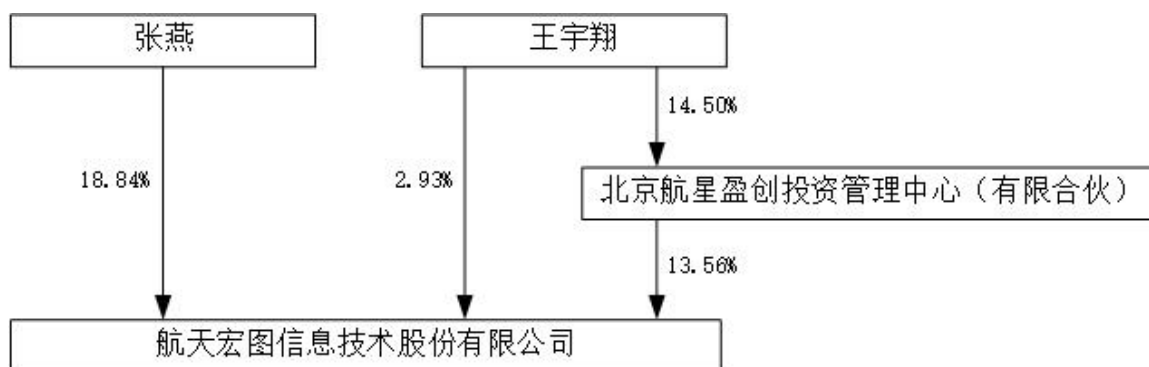 张燕
王宇翔
14.50%
18.84%
2.93%
北京航星盈创投资管理中心（有限合伙）
13.56%
航天宏图信息技术股份有限公司